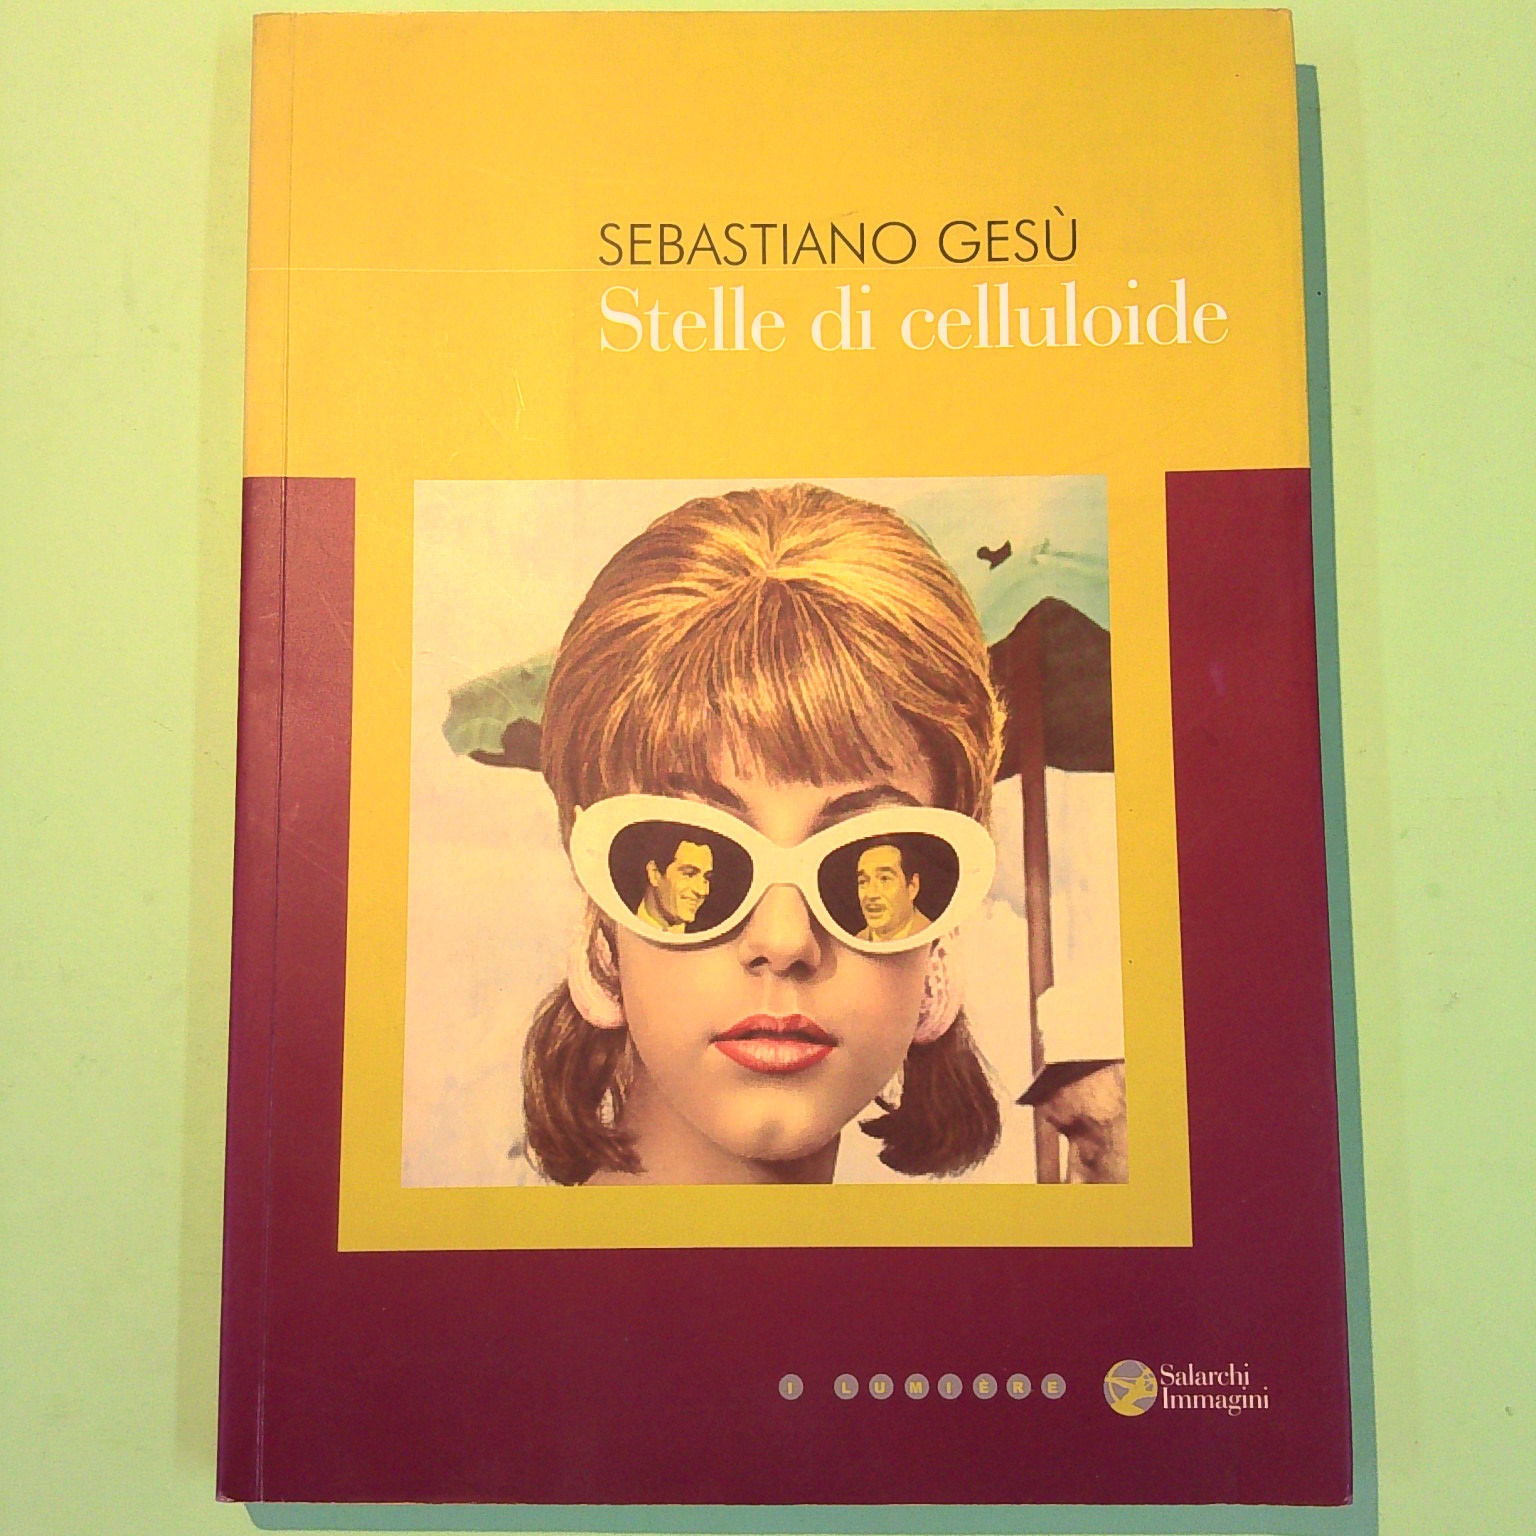 SEBASTIANO GESÙ
Stelle di celluloide
I LUMIÈRE
Salarchi
Immagini